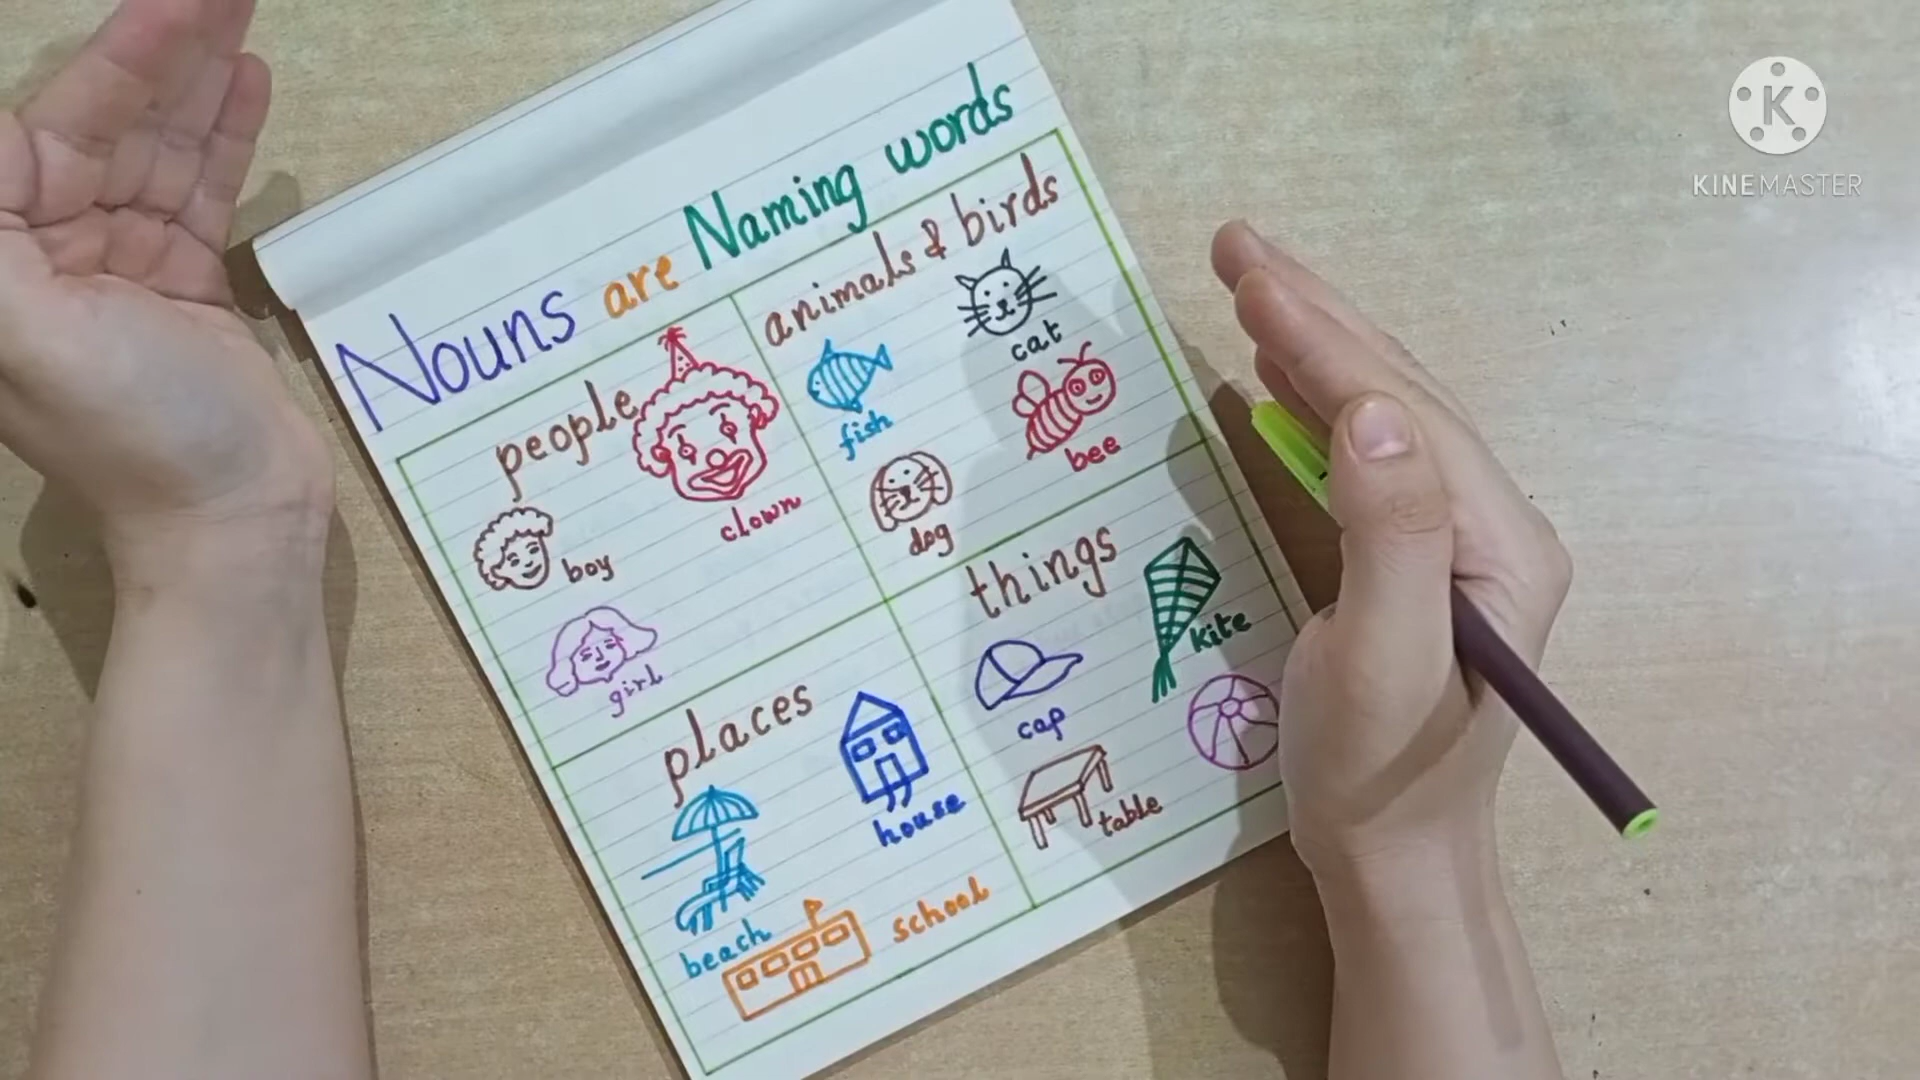 Nouns are Naming words
people
clown
boy
girl
animals & birds
cat
fish
bee
dog
places
house
beach
school
things
kite
cap
table
K
KINEMASTER